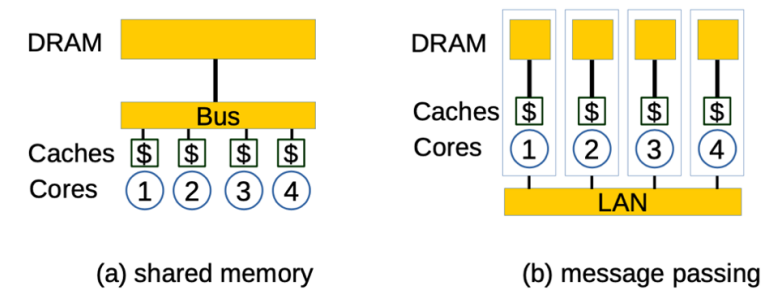 DRAM
Bus
Caches $ $ $ $
Cores 1 2 3 4
(a) shared memory
DRAM
Caches $ $ $ $
Cores 1 2 3 4
LAN
(b) message passing